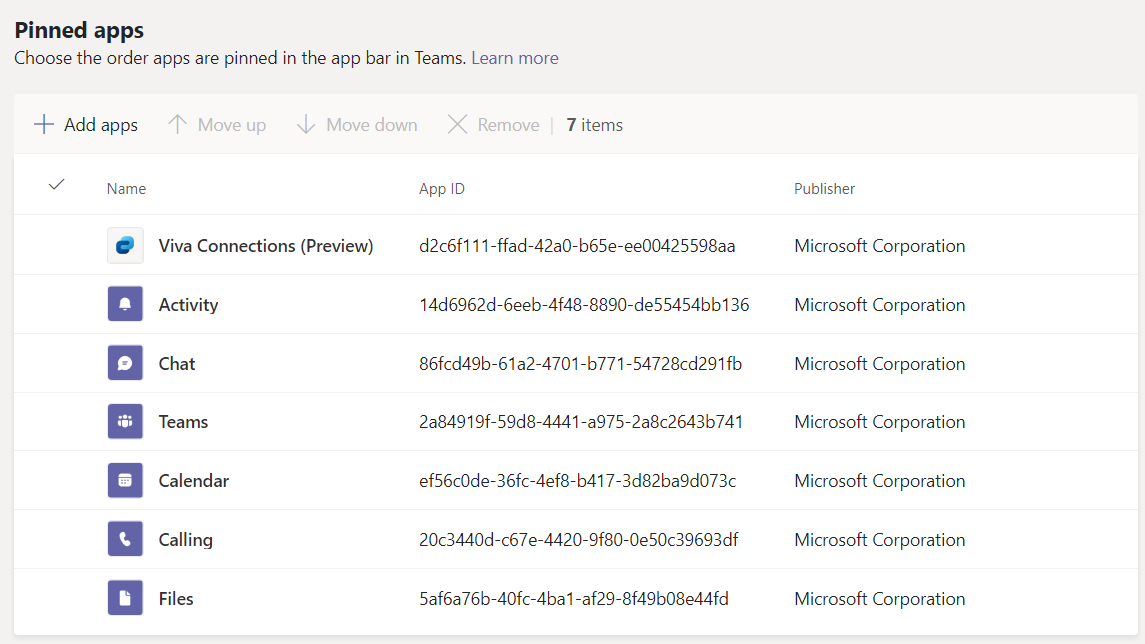 Pinned apps
Choose the order apps are pinned in the app bar in Teams. Learn more
Add apps Move up Move down Remove | 7 items
Name App ID Publisher
Viva Connections (Preview) d2c6f111-ffad-42a0-b65e-ee00425598aa Microsoft Corporation
Activity 14d6962d-6eeb-4f48-8890-de55454bb136 Microsoft Corporation
Chat 86fcd49b-61a2-4701-b771-54728cd291fb Microsoft Corporation
Teams 2a84919f-59d8-4441-a975-2a8c2643b741 Microsoft Corporation
Calendar ef56c0de-36fc-4ef8-b417-3d82ba9d073c Microsoft Corporation
Calling 20c3440d-c67e-4420-9f80-0e50c39693df Microsoft Corporation
Files 5af6a76b-40fc-4ba1-af29-8f49b08e44fd Microsoft Corporation